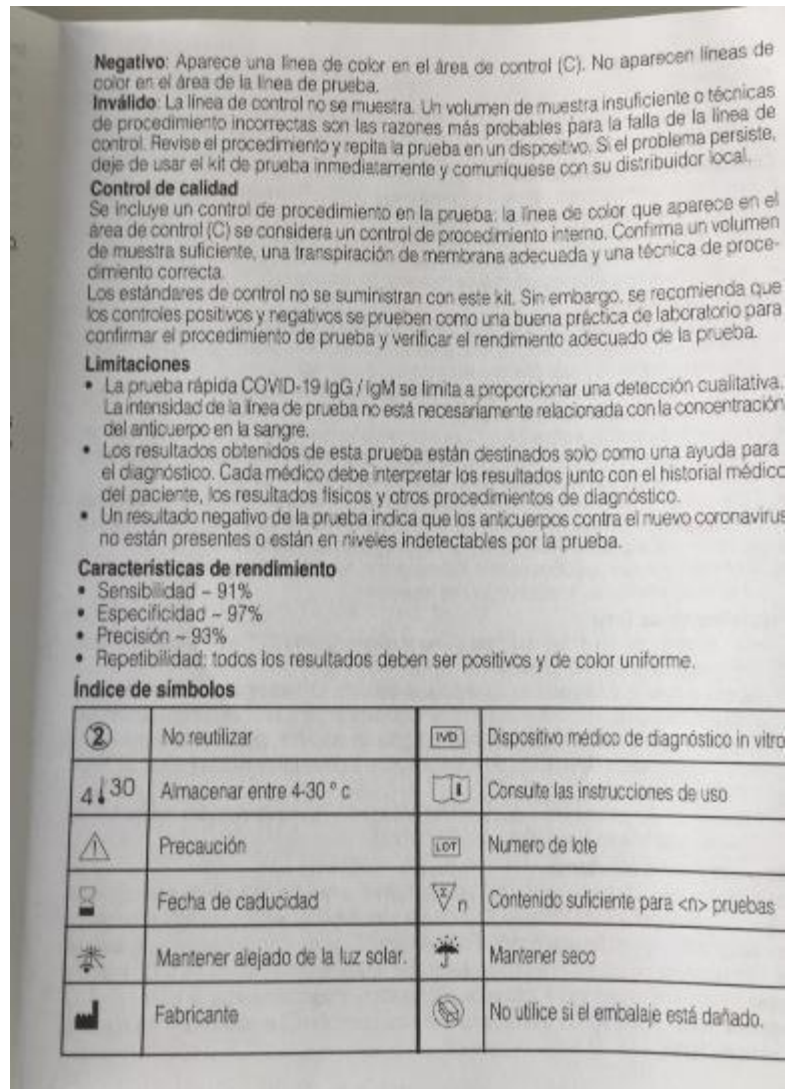 Negativo: Aparece una línea de color en el área de control (C). No aparecen líneas de
color en el área de la línea de prueba.
Inválido: La línea de control no se muestra. Un volumen de muestra insuficiente o técnicas
de procedimiento incorrectas son las razones más probables para la falla de la línea de
control. Revise el procedimiento y repita la prueba en un dispositivo. Si el problema persiste,
deje de usar el kit de prueba inmediatamente y comuníquese con su distribuidor local.
Control de calidad
Se incluye un control de procedimiento en la prueba: la línea de color que aparece en el
área de control (C) se considera un control de procedimiento interno. Confirma un volumen
de muestra suficiente, una transpiración de membrana adecuada y una técnica de proce-
dimiento correcta.
Los estándares de control no se suministran con este kit. Sin embargo, se recomienda que
los controles positivos y negativos se prueben como una buena práctica de laboratorio para
confirmar el procedimiento de prueba y verificar el rendimiento adecuado de la prueba.
Limitaciones
• La prueba rápida COVID-19 IgG / IgM se limita a proporcionar una detección cualitativa.
La intensidad de la línea de prueba no está necesariamente relacionada con la concentración
del anticuerpo en la sangre.
• Los resultados obtenidos de esta prueba están destinados solo como una ayuda para
el diagnóstico. Cada médico debe interpretar los resultados junto con el historial médico
del paciente, los resultados físicos y otros procedimientos de diagnóstico.
• Un resultado negativo de la prueba indica que los anticuerpos contra el nuevo coronavirus
no están presentes o están en niveles indetectables por la prueba.
Características de rendimiento
• Sensibilidad – 91%
• Especificidad – 97%
• Precisión – 93%
• Repetibilidad: todos los resultados deben ser positivos y de color uniforme.
Índice de símbolos
2 No reutilizar IVD Dispositivo médico de diagnóstico in vitro
4 30 Almacenar entre 4-30 ° c i Consulte las instrucciones de uso
Precaución LOT Numero de lote
Fecha de caducidad Σ n Contenido suficiente para <n> pruebas
Mantener alejado de la luz solar. Mantener seco
Fabricante No utilice si el embalaje está dañado.